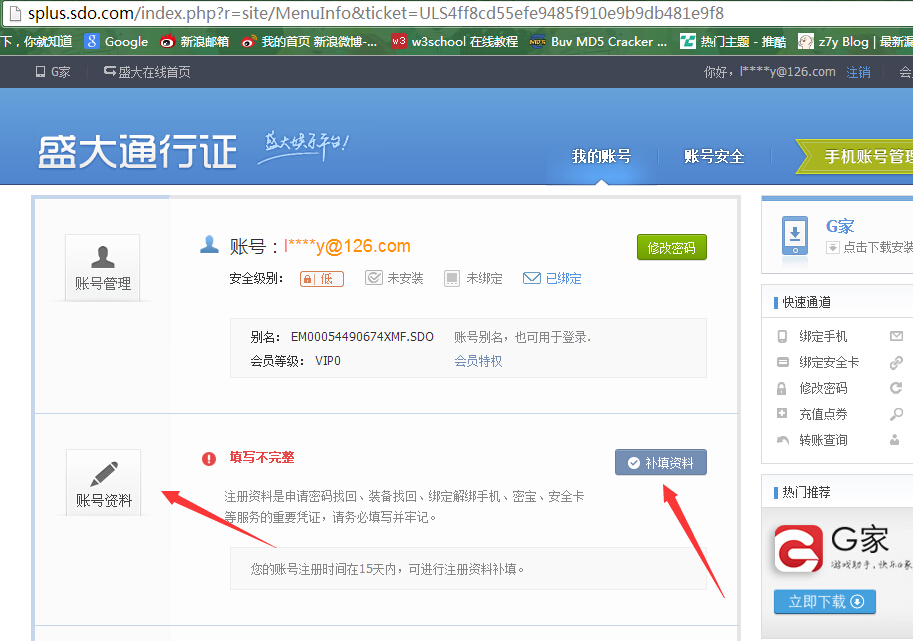 splus.sdo.com/index.php?r=site/MenuInfo&ticket=ULS4ff8cd55efe9485f910e9b9db481e9f8
下，你就知道 Google 新浪邮箱 我的首页 新浪微博-... w3school 在线教程 Buv MD5 Cracker ... 热门主题 - 推酷 z7y Blog | 最新漏
G家 盛大在线首页 你好，l****y@126.com 注销 会
盛大通行证 盛大娱乐平台! 我的账号 账号安全 手机账号管理
账号管理
账号：l****y@126.com 修改密码
安全级别： 低 未安装 未绑定 已绑定
别名： EM00054490674XMF.SDO 账号别名，也可用于登录.
会员等级： VIP0 会员特权
G家
点击下载安装
快速通道
绑定手机
绑定安全卡
修改密码
充值点券
转账查询
账号资料
填写不完整 补填资料
注册资料是申请密码找回、装备找回、绑定解绑手机、密宝、安全卡
等服务的重要凭证，请务必填写并牢记。
您的账号注册时间在15天内，可进行注册资料补填。
热门推荐
G家
游戏助手，快乐G家
立即下载